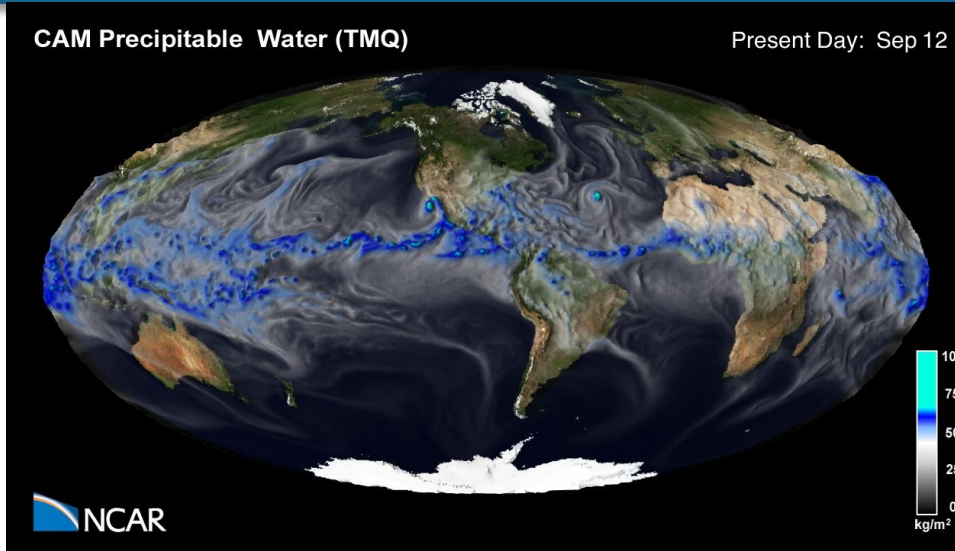 CAM Precipitable Water (TMQ)
Present Day: Sep 12
75
50
25
0
kg/m²
NCAR